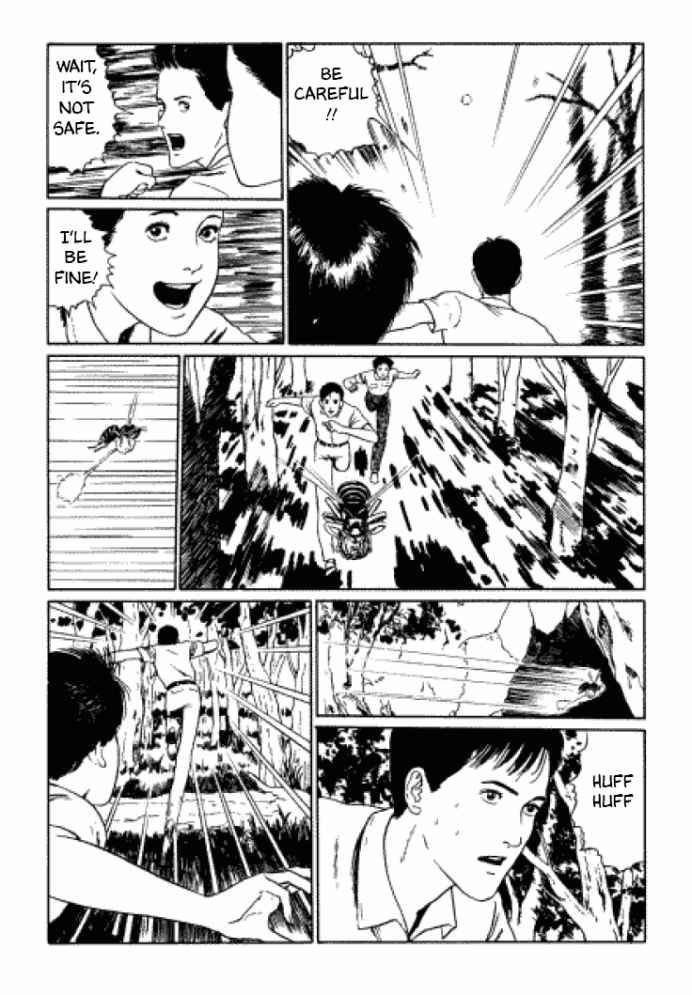 WAIT,
IT'S
NOT
SAFE.
I'LL
BE
FINE!
BE
CAREFUL
!!
HUFF
HUFF